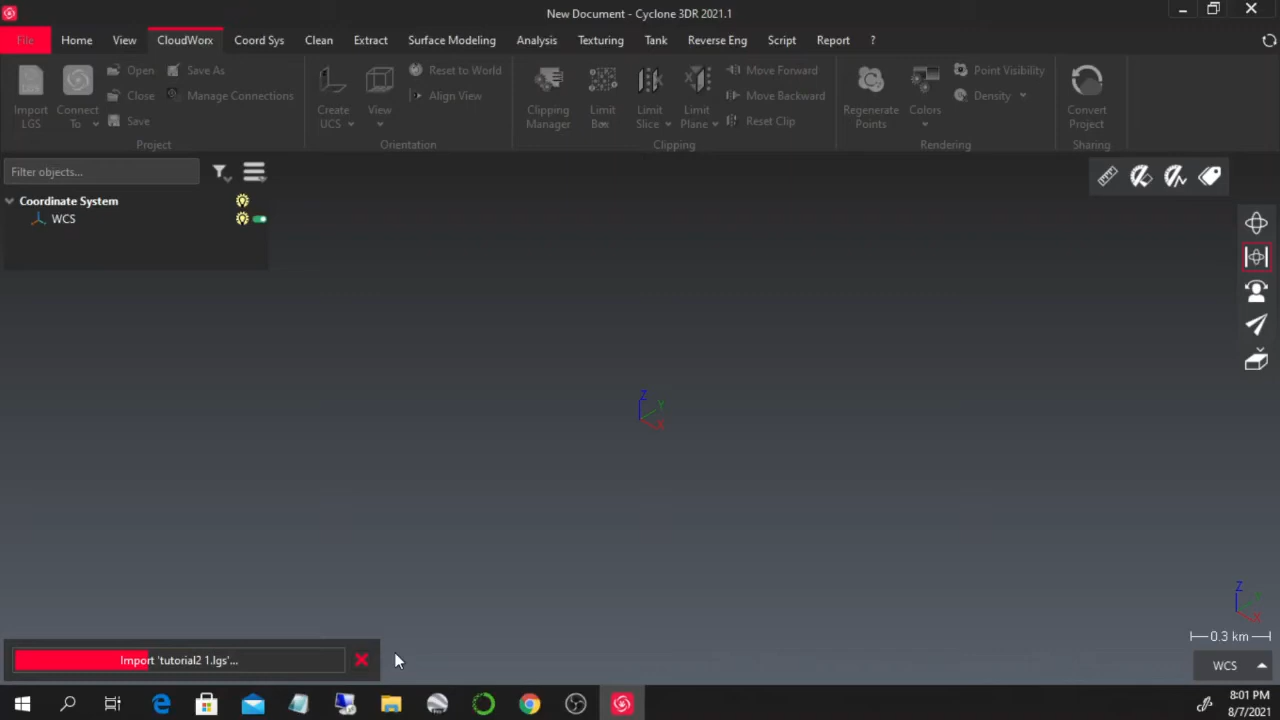 New Document - Cyclone 3DR 2021.1
File Home View CloudWorx Coord Sys Clean Extract Surface Modeling Analysis Texturing Tank Reverse Eng Script Report ?
Import LGS
Connect To
Open
Close
Save
Save As
Manage Connections
Project
Create UCS
View
Reset to World
Align View
Orientation
Clipping Manager
Limit Box
Limit Slice
Limit Plane
Move Forward
Move Backward
Reset Clip
Clipping
Regenerate Points
Colors
Point Visibility
Density
Rendering
Convert Project
Sharing
Filter objects...
Coordinate System
WCS
Z
Y
X
Z
X
0.3 km
WCS
Import 'tutorial2 1.lgs'...
8:01 PM
8/7/2021